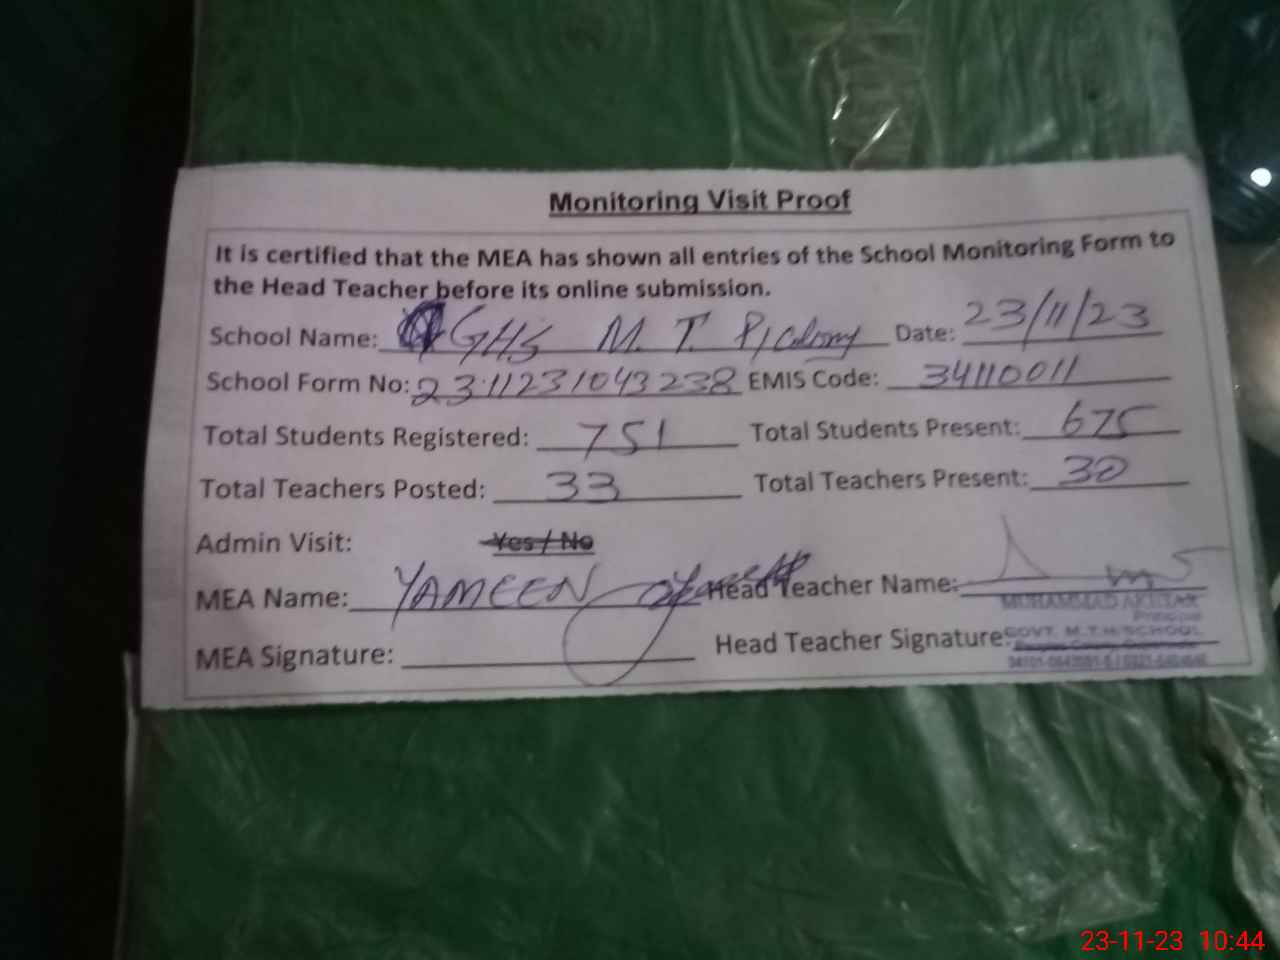 Monitoring Visit Proof
It is certified that the MEA has shown all entries of the School Monitoring Form to
the Head Teacher before its online submission.
School Name: GHS M.T. P/Colony Date: 23/11/23
School Form No: 2311231043238 EMIS Code: 34110011
Total Students Registered: 751 Total Students Present: 675
Total Teachers Posted: 33 Total Teachers Present: 30
Admin Visit: Yes / No
MEA Name: YAMEEN Head Teacher Name:
MUHAMMAD AKHTAR
Principal
MEA Signature: Head Teacher Signature:
GOVT. M.T.H/SCHOOL
23-11-23 10:44